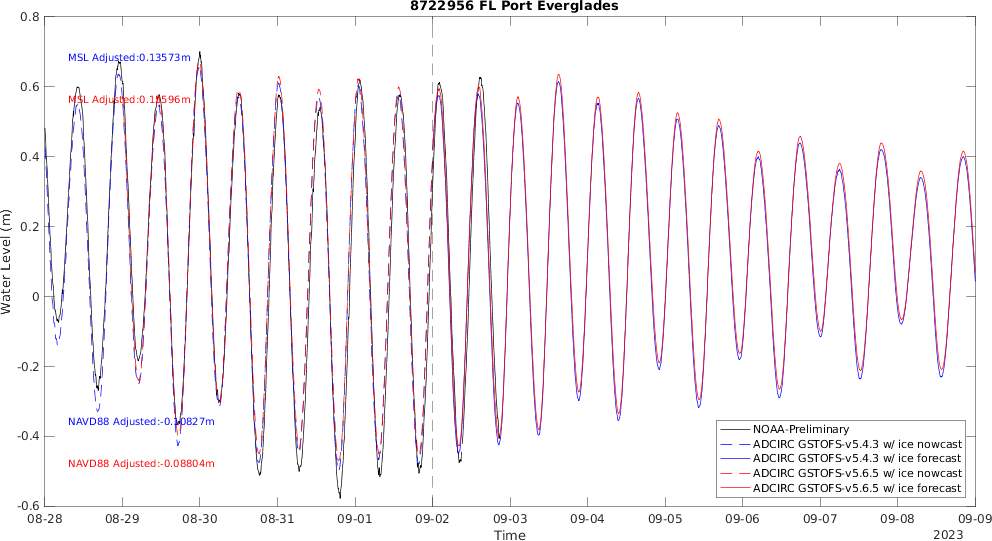 8722956 FL Port Everglades
0.8
0.6
0.4
0.2
0
-0.2
-0.4
-0.6
Water Level (m)
MSL Adjusted:0.13573m
NAVD88 Adjusted:-0.10827m
NAVD88 Adjusted:-0.08804m
NOAA-Preliminary
ADCIRC GSTOFS-v5.4.3 w/ ice nowcast
ADCIRC GSTOFS-v5.4.3 w/ ice forecast
ADCIRC GSTOFS-v5.6.5 w/ ice nowcast
ADCIRC GSTOFS-v5.6.5 w/ ice forecast
08-28 08-29 08-30 08-31 09-01 09-02 09-03 09-04 09-05 09-06 09-07 09-08 09-09
Time
2023